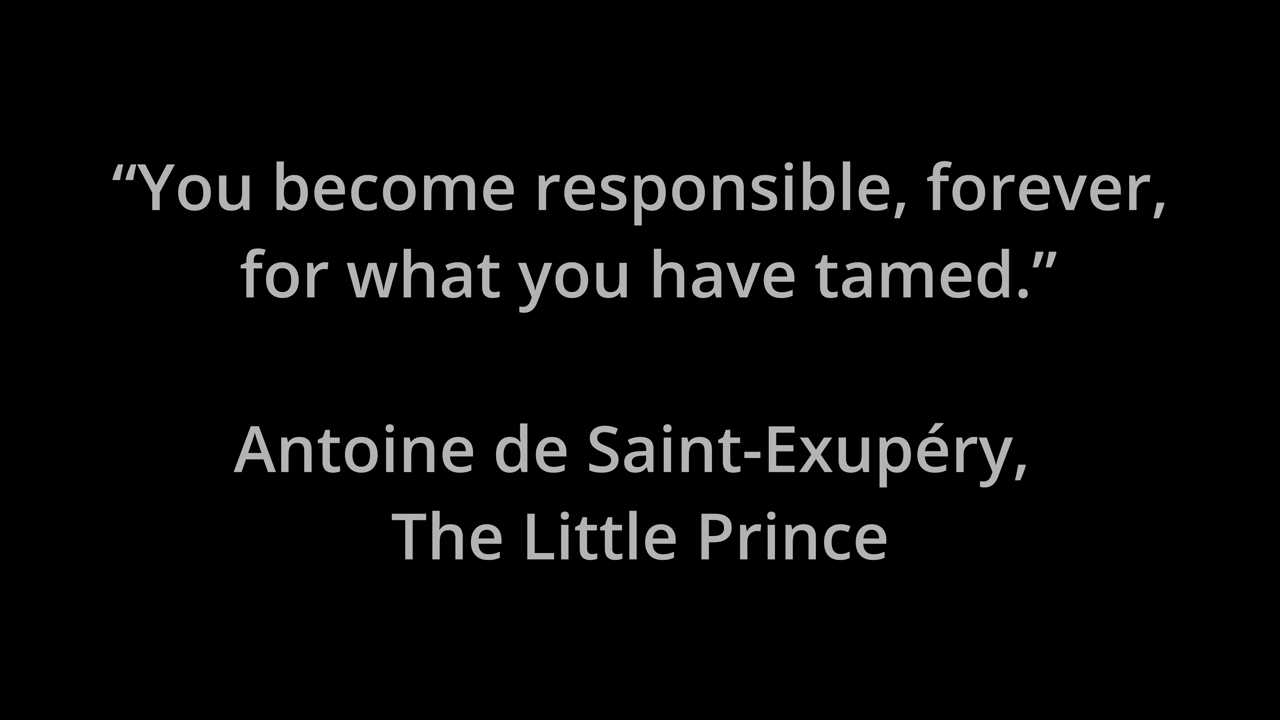 “You become responsible, forever,
for what you have tamed.”
Antoine de Saint-Exupéry,
The Little Prince